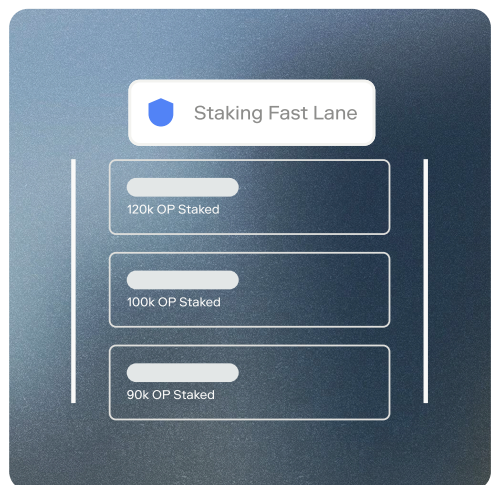 Staking Fast Lane
120k OP Staked
100k OP Staked
90k OP Staked